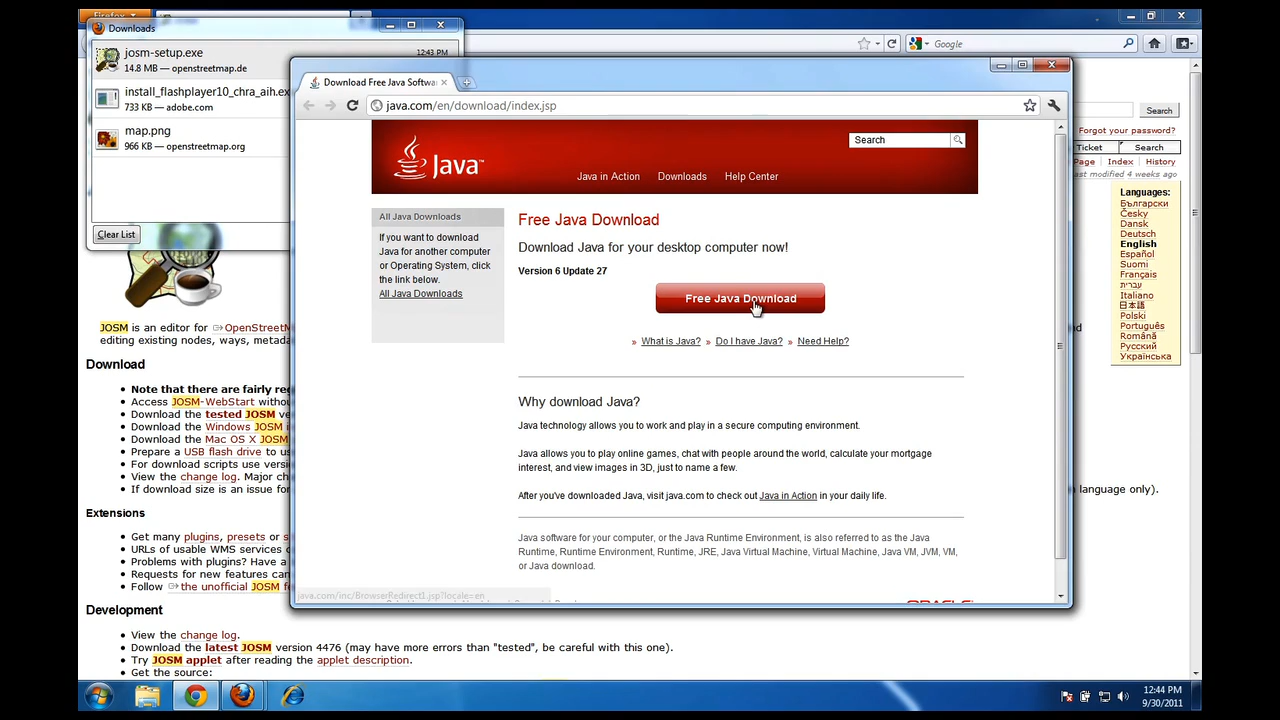 Firefox
Downloads
josm-setup.exe
12:43 PM
14.8 MB — openstreetmap.de
install_flashplayer10_chra_aih.ex
733 KB — adobe.com
map.png
966 KB — openstreetmap.org
Clear List
Google
Download Free Java Softwa
java.com/en/download/index.jsp
Java™
Search
Java in Action
Downloads
Help Center
All Java Downloads
If you want to download
Java for another computer
or Operating System, click
the link below.
All Java Downloads
Free Java Download
Download Java for your desktop computer now!
Version 6 Update 27
Free Java Download
» What is Java? » Do I have Java? » Need Help?
Why download Java?
Java technology allows you to work and play in a secure computing environment.
Java allows you to play online games, chat with people around the world, calculate your mortgage
interest, and view images in 3D, just to name a few.
After you've downloaded Java, visit java.com to check out Java in Action in your daily life.
Java software for your computer, or the Java Runtime Environment, is also referred to as the Java
Runtime, Runtime Environment, Runtime, JRE, Java Virtual Machine, Virtual Machine, Java VM, JVM, VM,
or Java download.
java.com/inc/BrowserRedirect1.jsp?locale=en
ORACLE
Search
Forgot your password?
Ticket
Search
Page
Index
History
ast modified 4 weeks ago
Languages:
Български
Česky
Dansk
Deutsch
English
Español
Suomi
Français
עברית
Italiano
日本語
Polski
Português
Română
Русский
Українська
JOSM is an editor for OpenStreetM
and
editing existing nodes, ways, metada
Download
• Note that there are fairly re
• Access JOSM-WebStart witho
• Download the tested JOSM ve
• Download the Windows JOSM i
• Download the Mac OS X JOSM
• Prepare a USB flash drive to u
• For download scripts use versi
• View the change log. Major ch
• If download size is an issue for
language only).
Extensions
• Get many plugins, presets or s
• URLs of usable WMS services o
• Problems with plugins? Have a
• Requests for new features can
• Follow the unofficial JOSM fe
Development
• View the change log.
• Download the latest JOSM version 4476 (may have more errors than "tested", be careful with this one).
• Try JOSM applet after reading the applet description.
• Get the source:
12:44 PM
9/30/2011